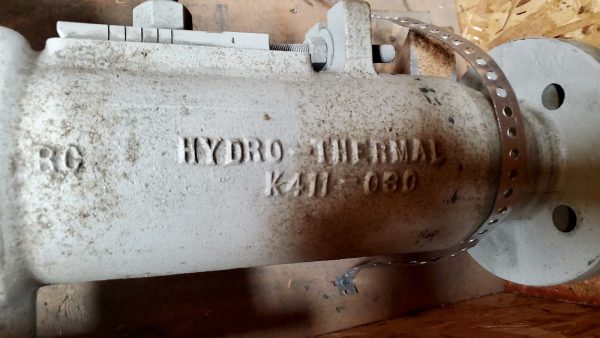 RC
HYDRO-THERMAL
K411-030